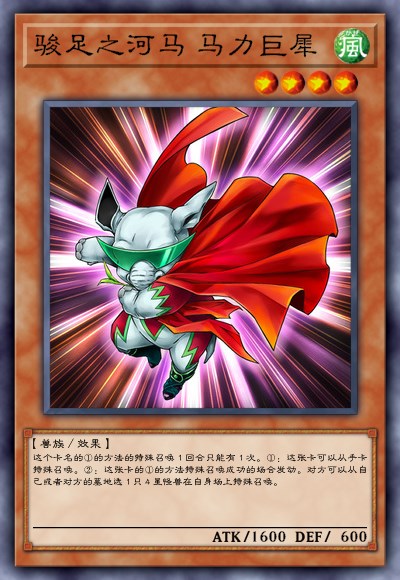 骏足之河马 马力巨犀
風
【兽族／效果】
这个卡名的①的方法的特殊召唤1回合只能有1次。①：这张卡可以从手卡
特殊召唤。②：这张卡的①的方法特殊召唤成功的场合发动。对方可以从自
己或者对方的墓地选1只4星怪兽在自身场上特殊召唤。
ATK/1600 DEF/ 600